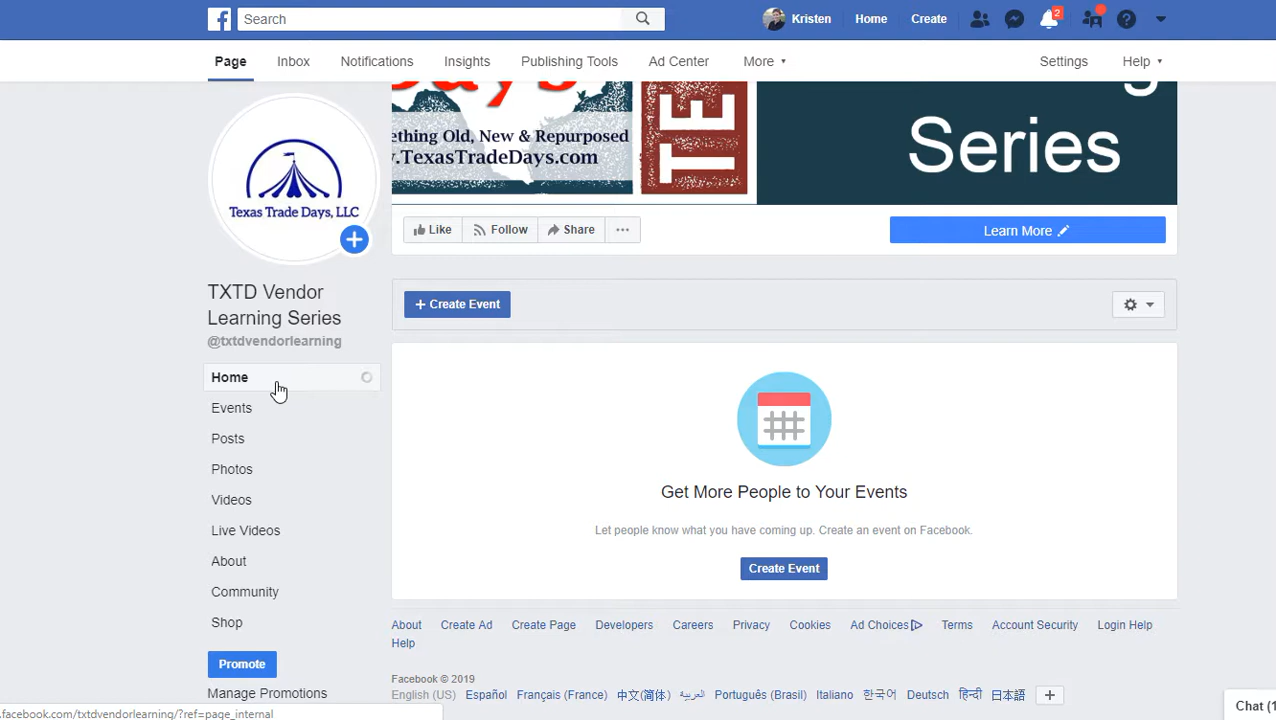 Search
Kristen Home Create 2
Page Inbox Notifications Insights Publishing Tools Ad Center More Settings Help
Days
ething Old, New & Repurposed
.TexasTradeDays.com
TE
Series
Texas Trade Days, LLC
Like Follow Share ... Learn More
TXTD Vendor
Learning Series
@txtdvendorlearning
+ Create Event
Home
Events
Posts
Photos
Videos
Live Videos
About
Community
Shop
Promote
Manage Promotions
Get More People to Your Events
Let people know what you have coming up. Create an event on Facebook.
Create Event
About Create Ad Create Page Developers Careers Privacy Cookies Ad Choices Terms Account Security Login Help
Help
Facebook © 2019
English (US) Español Français (France) 中文(简体) العربية Português (Brasil) Italiano 한국어 Deutsch हिन्दी 日本語
.facebook.com/txtdvendorlearning/?ref=page_internal
Chat (1